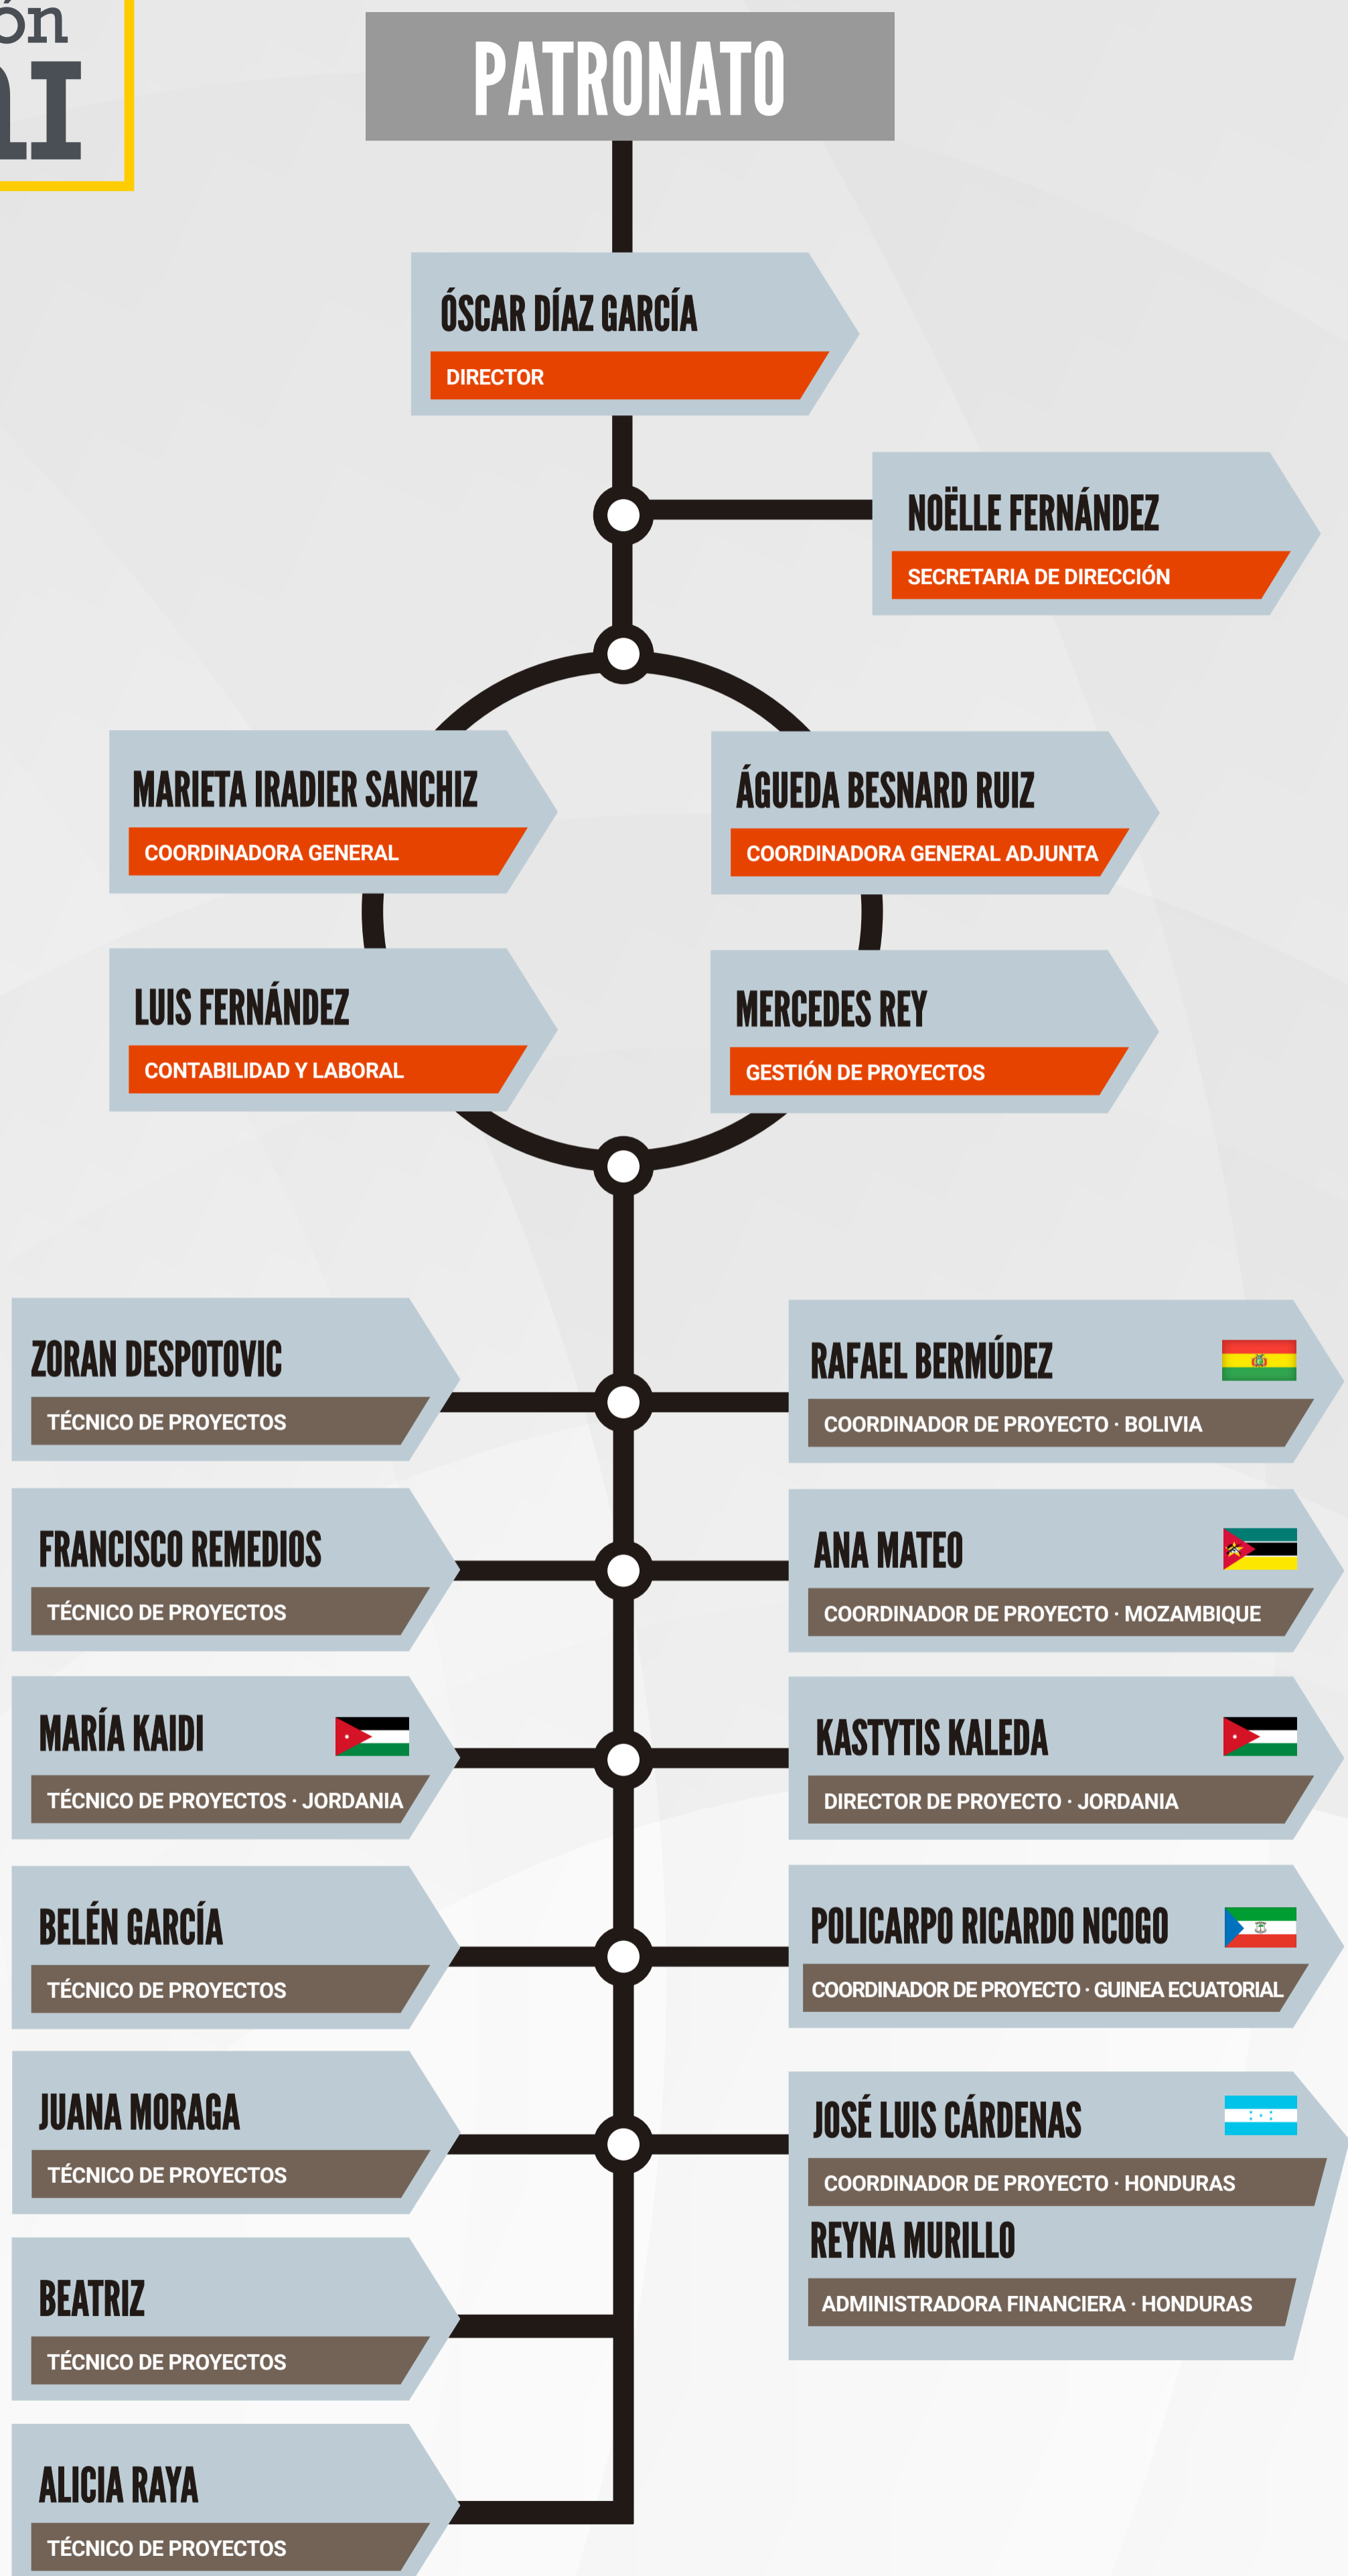 ón
PATRONATO
ÓSCAR DÍAZ GARCÍA
DIRECTOR
NOËLLE FERNÁNDEZ
SECRETARIA DE DIRECCIÓN
MARIETA IRADIER SANCHIZ
COORDINADORA GENERAL
ÁGUEDA BESNARD RUIZ
COORDINADORA GENERAL ADJUNTA
LUIS FERNÁNDEZ
CONTABILIDAD Y LABORAL
MERCEDES REY
GESTIÓN DE PROYECTOS
ZORAN DESPOTOVIC
TÉCNICO DE PROYECTOS
RAFAEL BERMÚDEZ
COORDINADOR DE PROYECTO · BOLIVIA
FRANCISCO REMEDIOS
TÉCNICO DE PROYECTOS
ANA MATEO
COORDINADOR DE PROYECTO · MOZAMBIQUE
MARÍA KAIDI
TÉCNICO DE PROYECTOS · JORDANIA
KASTYTIS KALEDA
DIRECTOR DE PROYECTO · JORDANIA
BELÉN GARCÍA
TÉCNICO DE PROYECTOS
POLICARPO RICARDO NCOGO
COORDINADOR DE PROYECTO · GUINEA ECUATORIAL
JUANA MORAGA
TÉCNICO DE PROYECTOS
JOSÉ LUIS CÁRDENAS
COORDINADOR DE PROYECTO · HONDURAS
REYNA MURILLO
ADMINISTRADORA FINANCIERA · HONDURAS
BEATRIZ
TÉCNICO DE PROYECTOS
ALICIA RAYA
TÉCNICO DE PROYECTOS